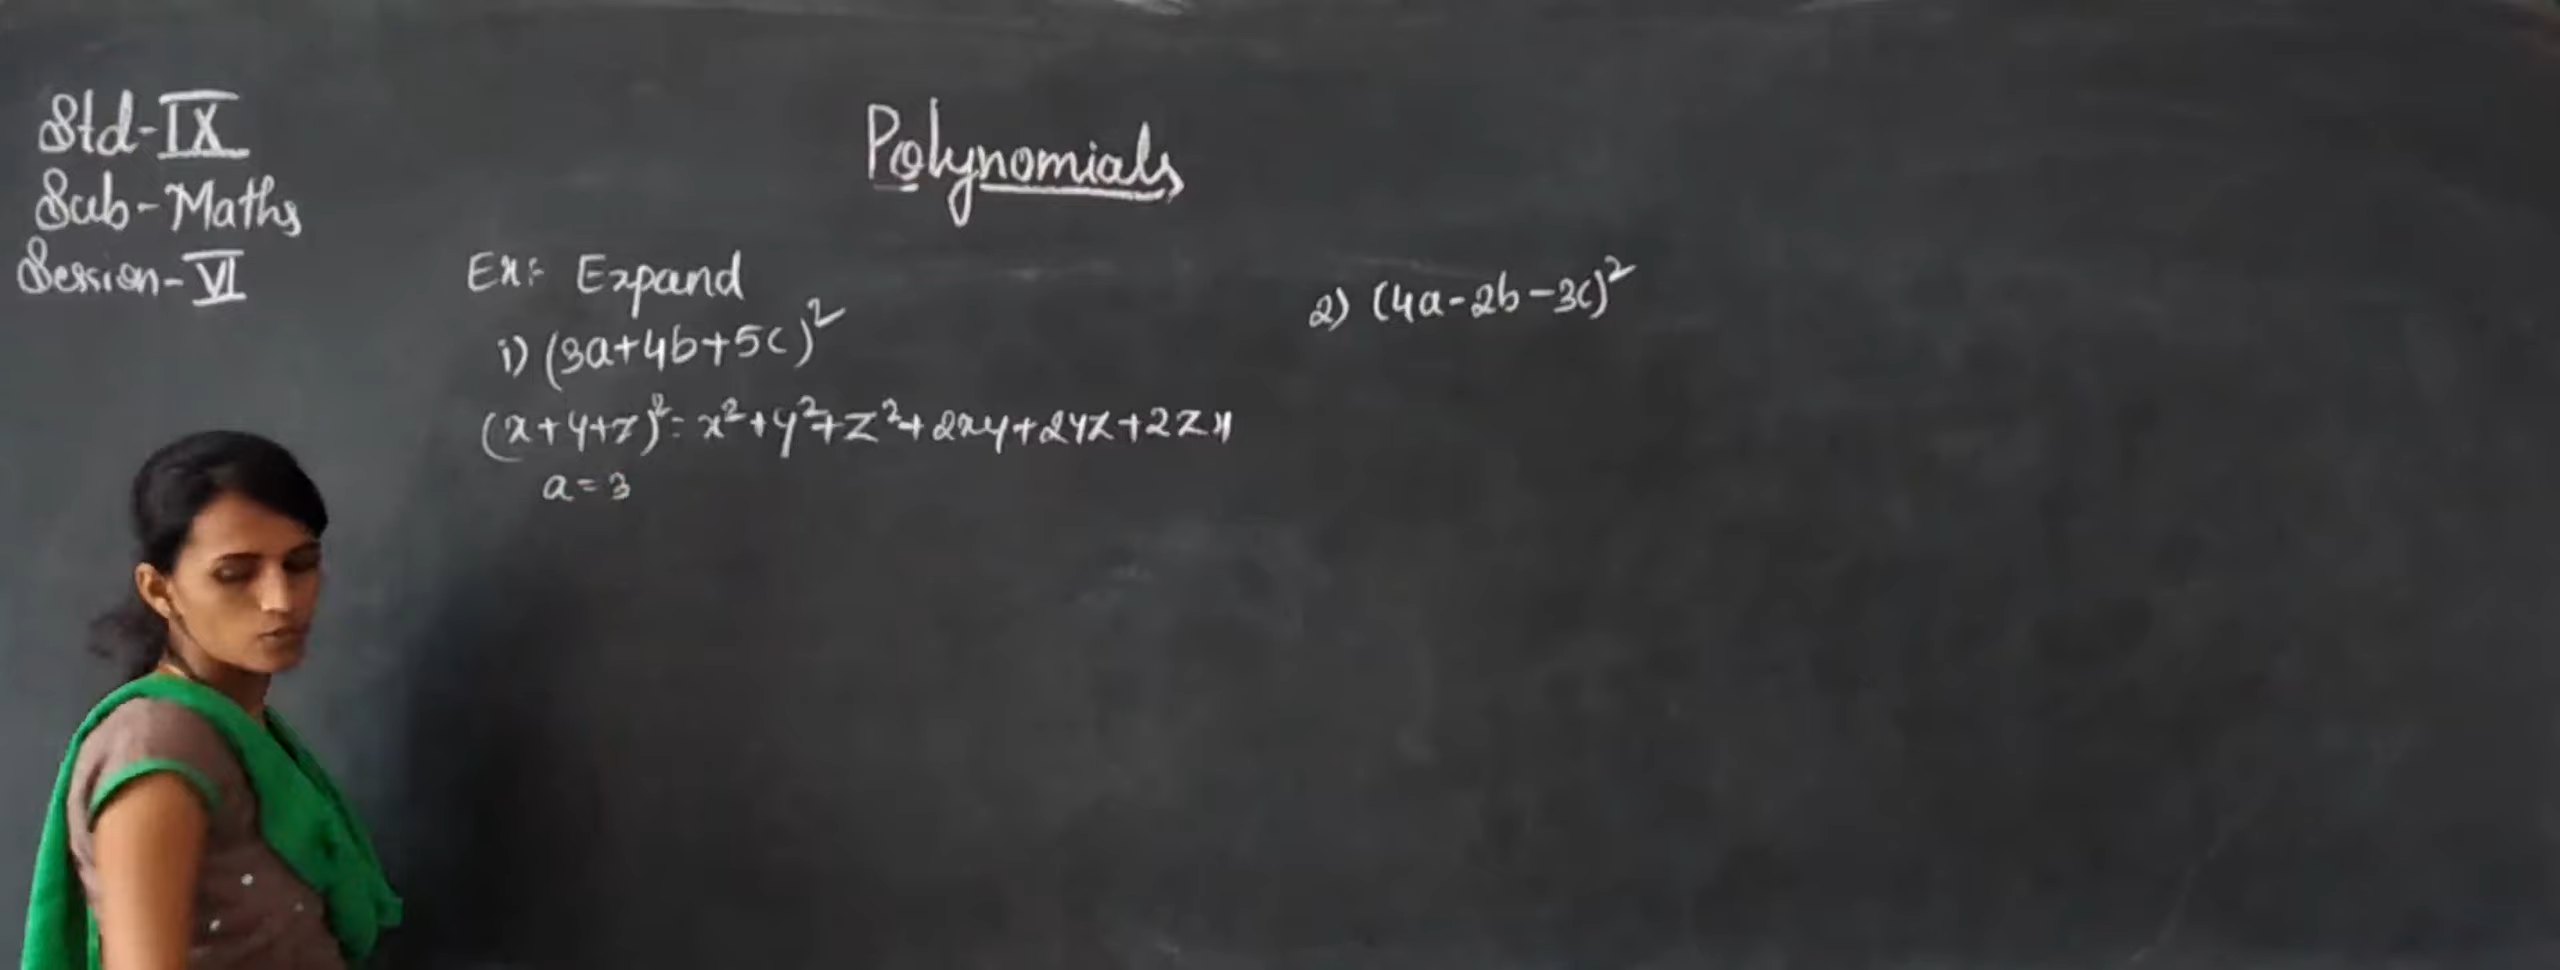 Std-IX
Sub-Maths
Session-VI
Polynomials
Ex:- Expand
i) (3a+4b+5c)²
(x+y+z)²= x²+y²+z²+2xy+2yz+2zx
a=3
2) (4a-2b-3c)²